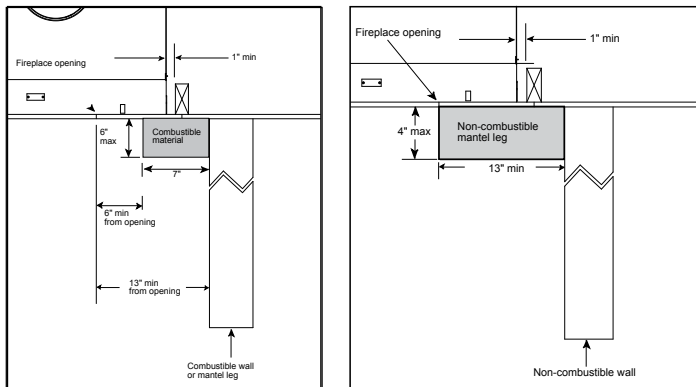 Fireplace opening
1" min
6"
max
Combustible
material
7"
6" min
from opening
13" min
from opening
Combustible wall
or mantel leg
Fireplace opening
1" min
4" max
Non-combustible
mantel leg
13" min
Non-combustible wall